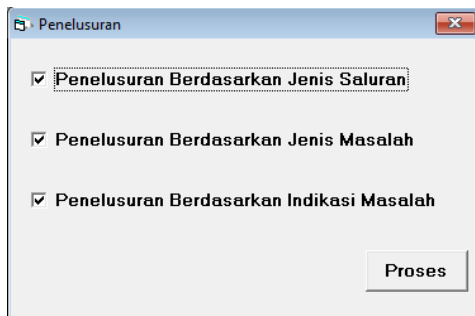 Penelusuran
Penelusuran Berdasarkan Jenis Saluran
Penelusuran Berdasarkan Jenis Masalah
Penelusuran Berdasarkan Indikasi Masalah
Proses